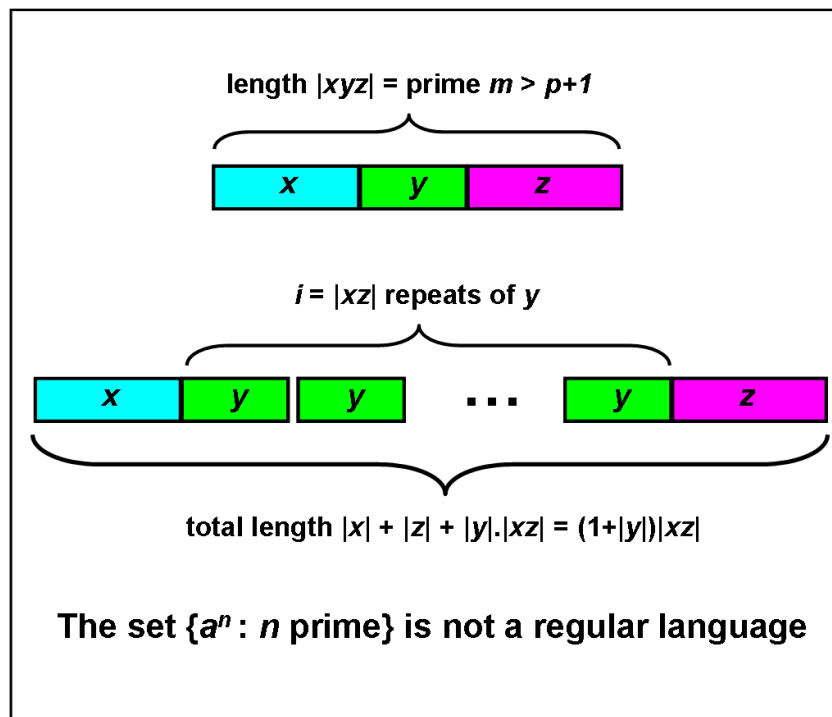 length |xyz| = prime m > p+1
x y z
i = |xz| repeats of y
x y y ... y z
total length |x| + |z| + |y|.|xz| = (1+|y|)|xz|
The set {aⁿ : n prime} is not a regular language